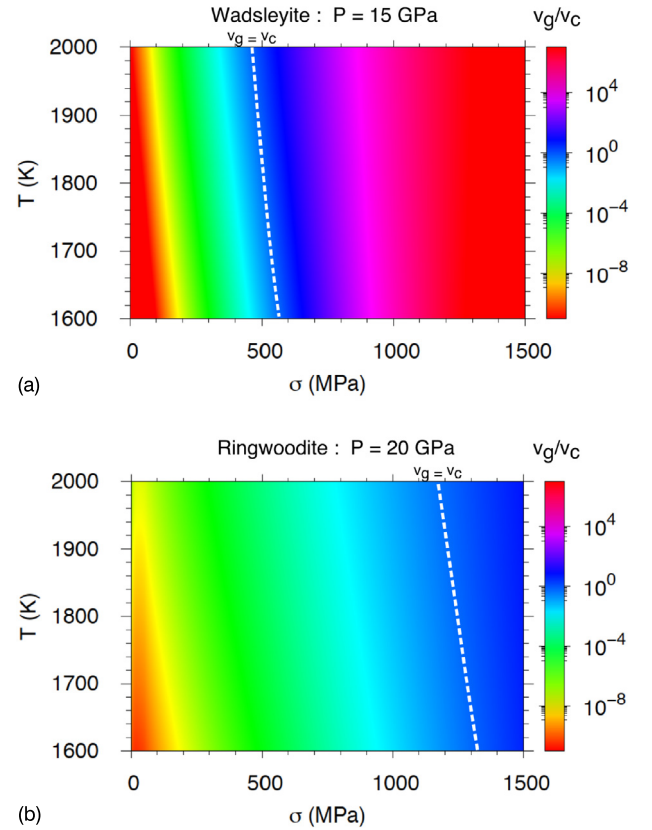 Wadsleyite : P = 15 GPa
vg/vc
vg = vc
2000
1900
1800
1700
1600
T (K)
10^4
10^0
10^-4
10^-8
0 500 1000 1500
σ (MPa)
(a)
Ringwoodite : P = 20 GPa
vg/vc
vg = vc
2000
1900
1800
1700
1600
T (K)
10^4
10^0
10^-4
10^-8
0 500 1000 1500
σ (MPa)
(b)